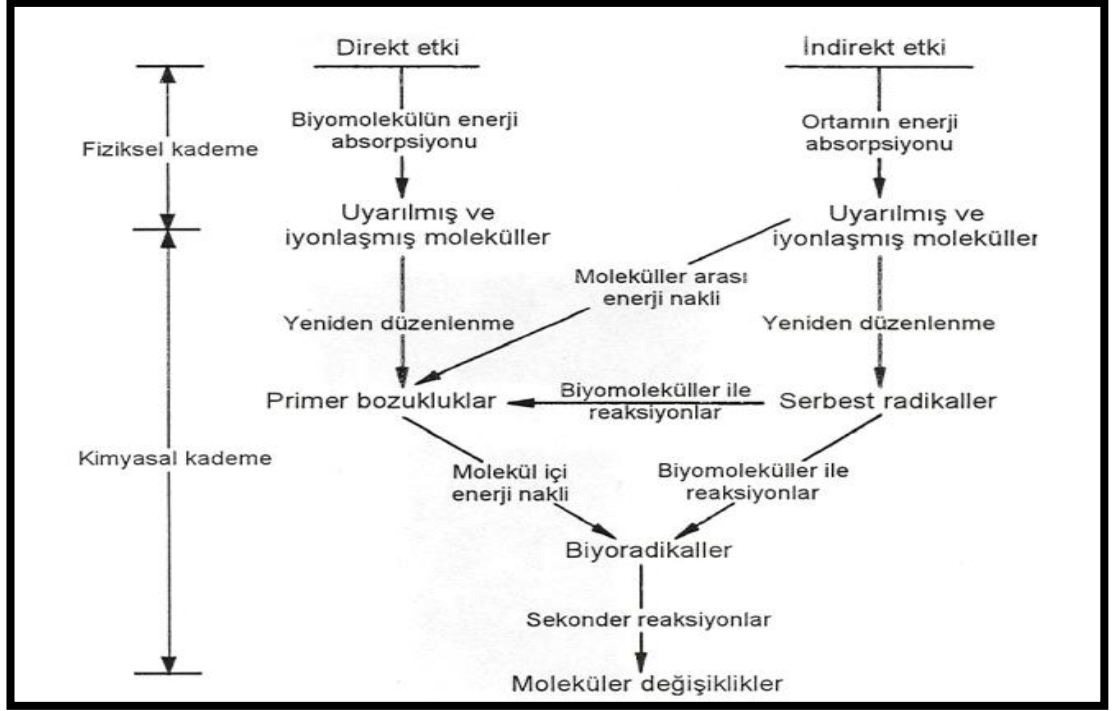 Direkt etki
İndirekt etki
Biyomolekülün enerji
absorpsiyonu
Ortamın enerji
absorpsiyonu
Fiziksel kademe
Uyarılmış ve
iyonlaşmış moleküller
Uyarılmış ve
iyonlaşmış moleküller
Moleküller arası
enerji nakli
Yeniden düzenlenme
Yeniden düzenlenme
Primer bozukluklar
Biyomoleküller ile
reaksiyonlar
Serbest radikaller
Kimyasal kademe
Molekül içi
enerji nakli
Biyomoleküller ile
reaksiyonlar
Biyoradikaller
Sekonder reaksiyonlar
Moleküler değişiklikler